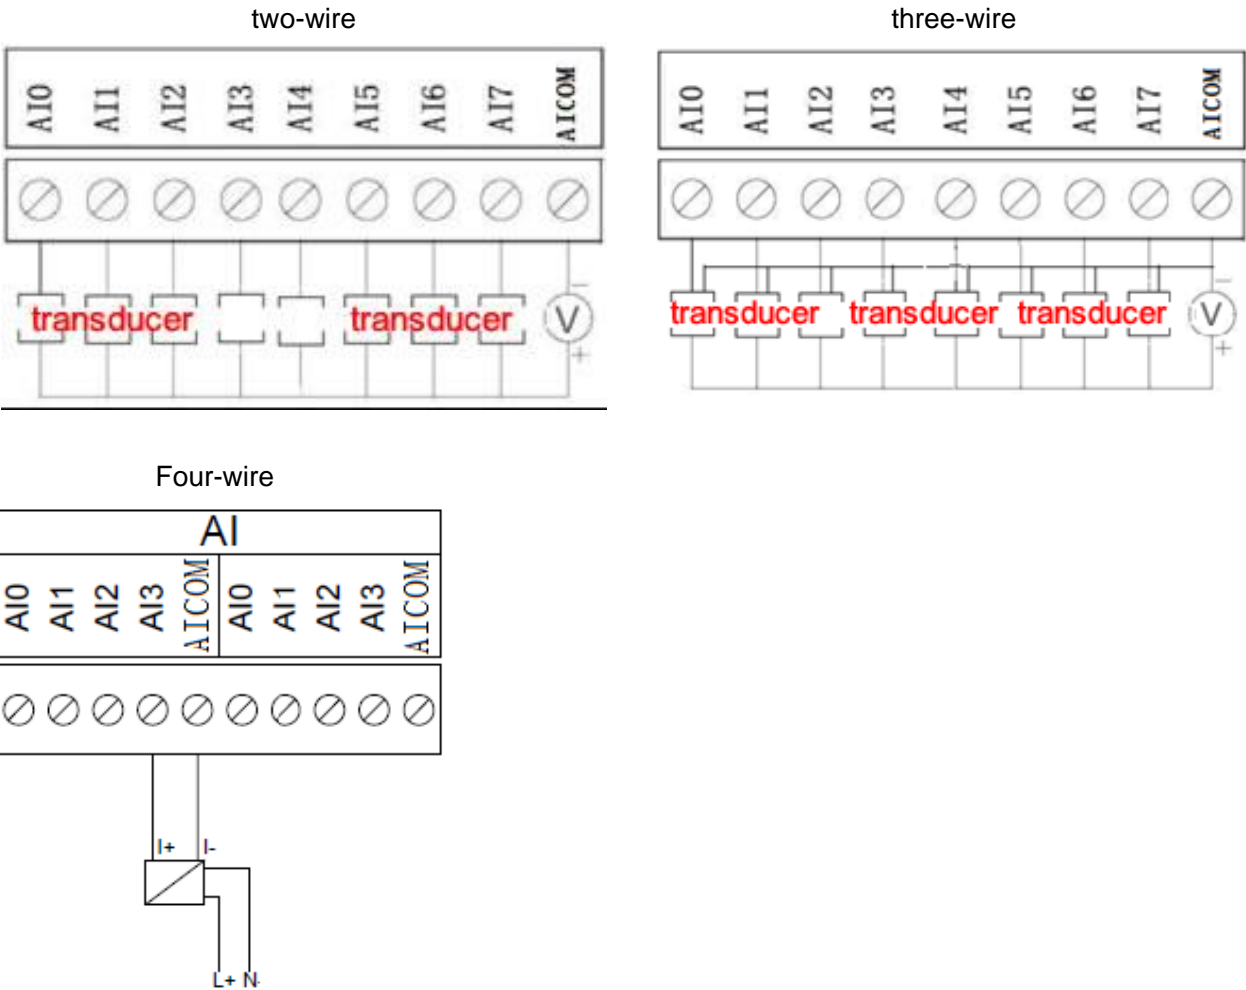 two-wire
AI0 AI1 AI2 AI3 AI4 AI5 AI6 AI7 AICOM
transducer transducer V
−
+
three-wire
AI0 AI1 AI2 AI3 AI4 AI5 AI6 AI7 AICOM
transducer transducer transducer V
−
+
Four-wire
AI
AI0 AI1 AI2 AI3 AICOM AI0 AI1 AI2 AI3 AICOM
I+ I-
L+ N